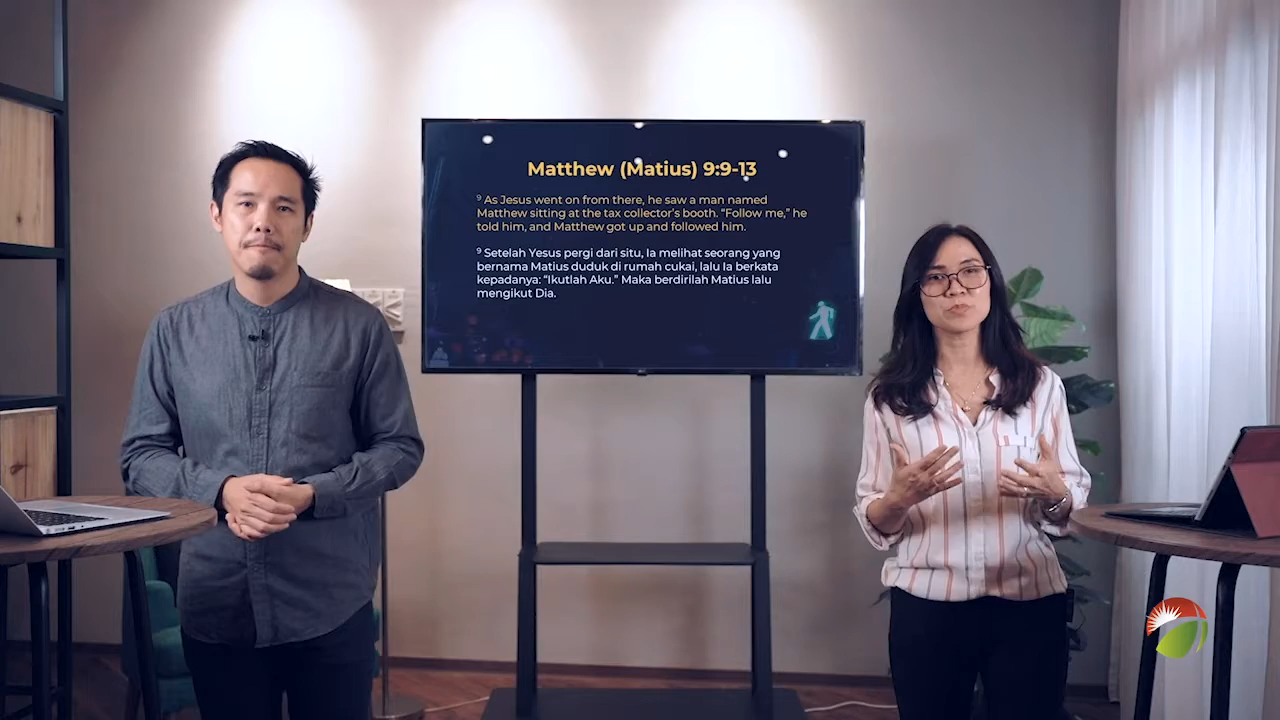 Matthew (Matius) 9:9-13
⁹ As Jesus went on from there, he saw a man named
Matthew sitting at the tax collector's booth. “Follow me,” he
told him, and Matthew got up and followed him.
⁹ Setelah Yesus pergi dari situ, Ia melihat seorang yang
bernama Matius duduk di rumah cukai, lalu Ia berkata
kepadanya: “Ikutlah Aku.” Maka berdirilah Matius lalu
mengikut Dia.